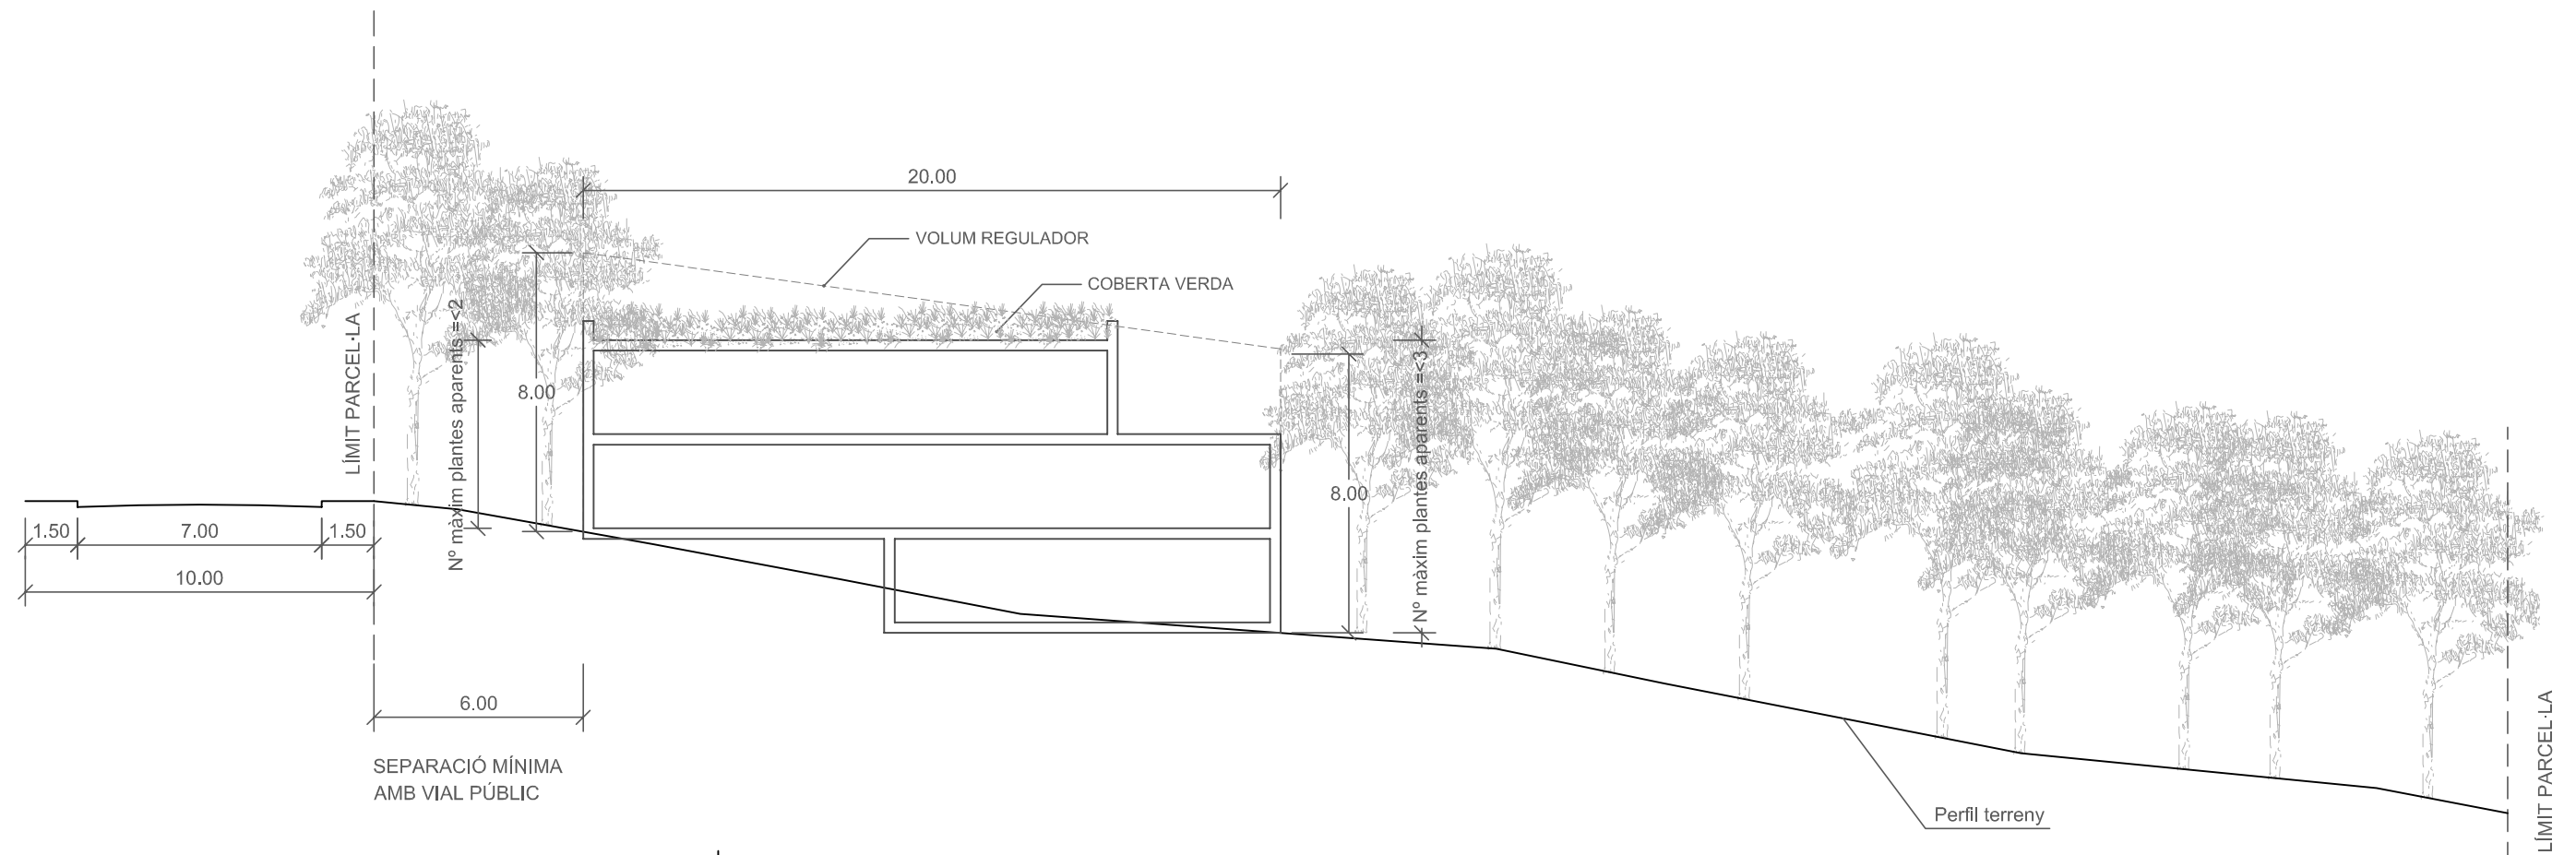 20.00
VOLUM REGULADOR
COBERTA VERDA
LÍMIT PARCEL·LA
Nº màxim plantes aparents =<2
8.00
8.00
Nº màxim plantes aparents =<3
1.50
7.00
1.50
10.00
6.00
SEPARACIÓ MÍNIMA
AMB VIAL PÚBLIC
Perfil terreny
LÍMIT PARCEL·LA